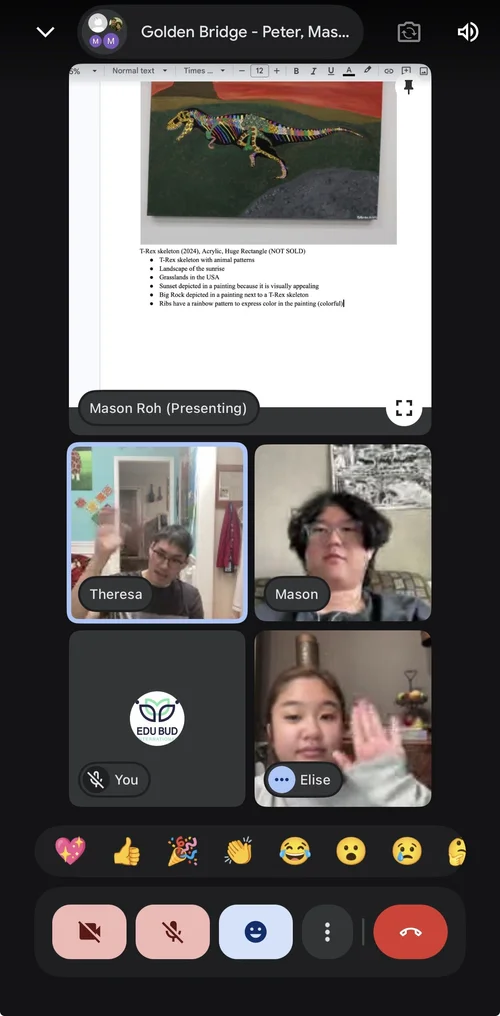 Golden Bridge - Peter, Mas...
M M
Normal text Times ... − 12 + B I U A
T-Rex skeleton (2024), Acrylic, Huge Rectangle (NOT SOLD)
● T-Rex skeleton with animal patterns
● Landscape of the sunrise
● Grasslands in the USA
● Sunset depicted in a painting because it is visually appealing
● Big Rock depicted in a painting next to a T-Rex skeleton
● Ribs have a rainbow pattern to express color in the painting (colorful)
Mason Roh (Presenting)
Theresa
Mason
EDU BUD
You
Elise